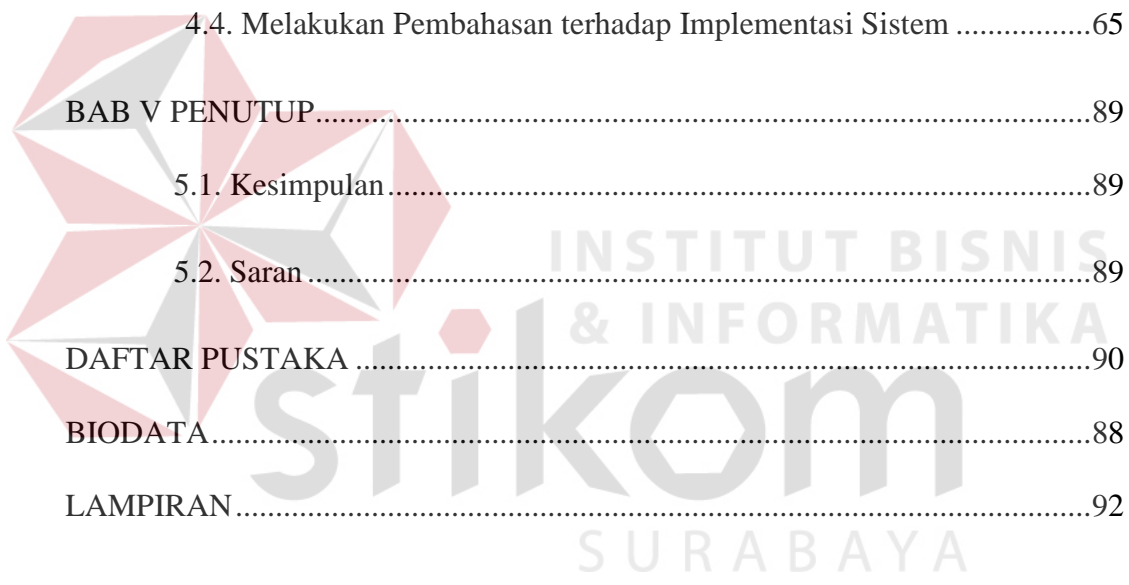 4.4. Melakukan Pembahasan terhadap Implementasi Sistem .................65
BAB V PENUTUP..............................................................................................89
5.1. Kesimpulan.....................................................................................89
5.2. Saran ..............................................................................................89
DAFTAR PUSTAKA .........................................................................................90
BIODATA..........................................................................................................88
LAMPIRAN.......................................................................................................92
INSTITUT BISNIS
& INFORMATIKA
stikom
SURABAYA